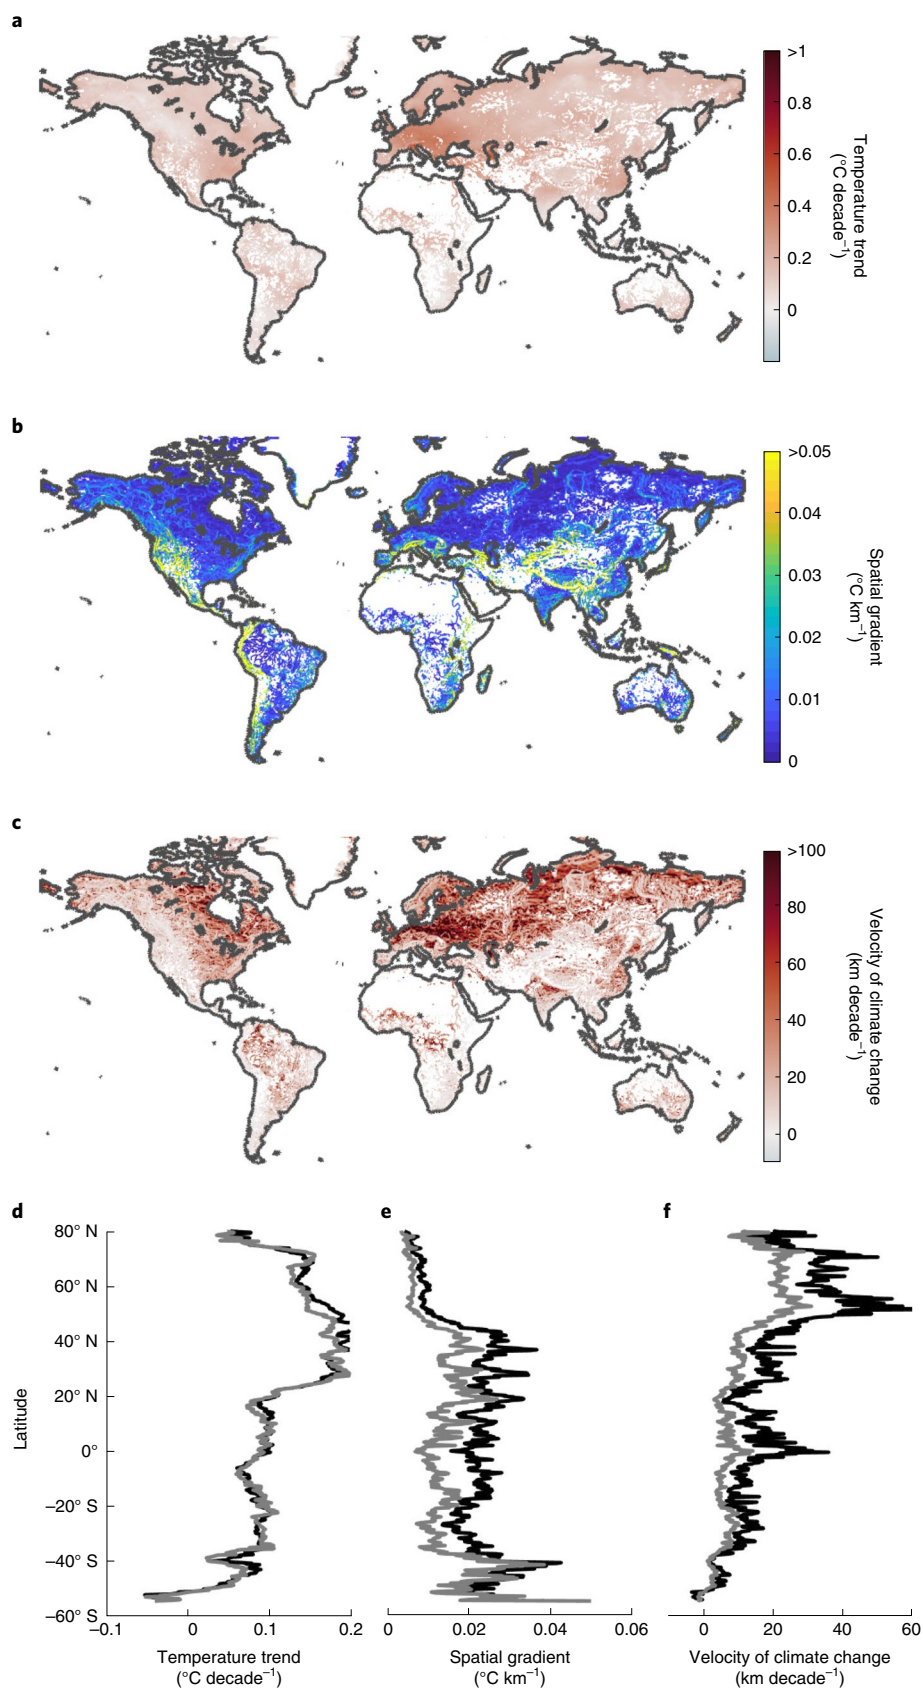 a
>1
0.8
0.6
0.4
0.2
0
Temperature trend
(°C decade⁻¹)
b
>0.05
0.04
0.03
0.02
0.01
0
Spatial gradient
(°C km⁻¹)
c
>100
80
60
40
20
0
Velocity of climate change
(km decade⁻¹)
d
e
f
80° N
60° N
40° N
20° N
0°
–20° S
–40° S
–60° S
Latitude
–0.1
0
0.1
0.2
0
0.02
0.04
0.06
0
20
40
60
Temperature trend
(°C decade⁻¹)
Spatial gradient
(°C km⁻¹)
Velocity of climate change
(km decade⁻¹)